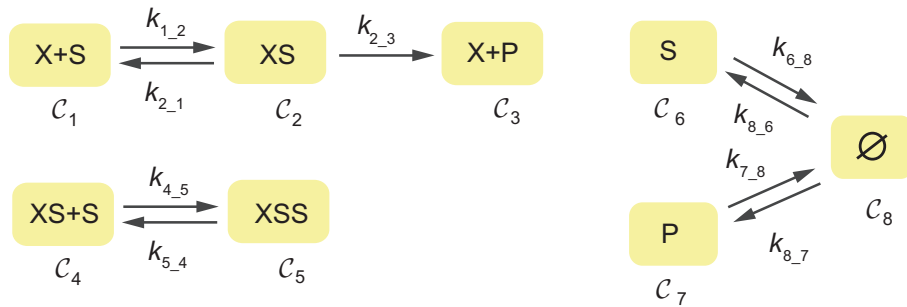 k1_2
X+S
XS
k2_3
X+P
k2_1
C1
C2
C3
k4_5
XS+S
XSS
k5_4
C4
C5
S
k6_8
C6
k8_6
∅
k7_8
C8
P
k8_7
C7